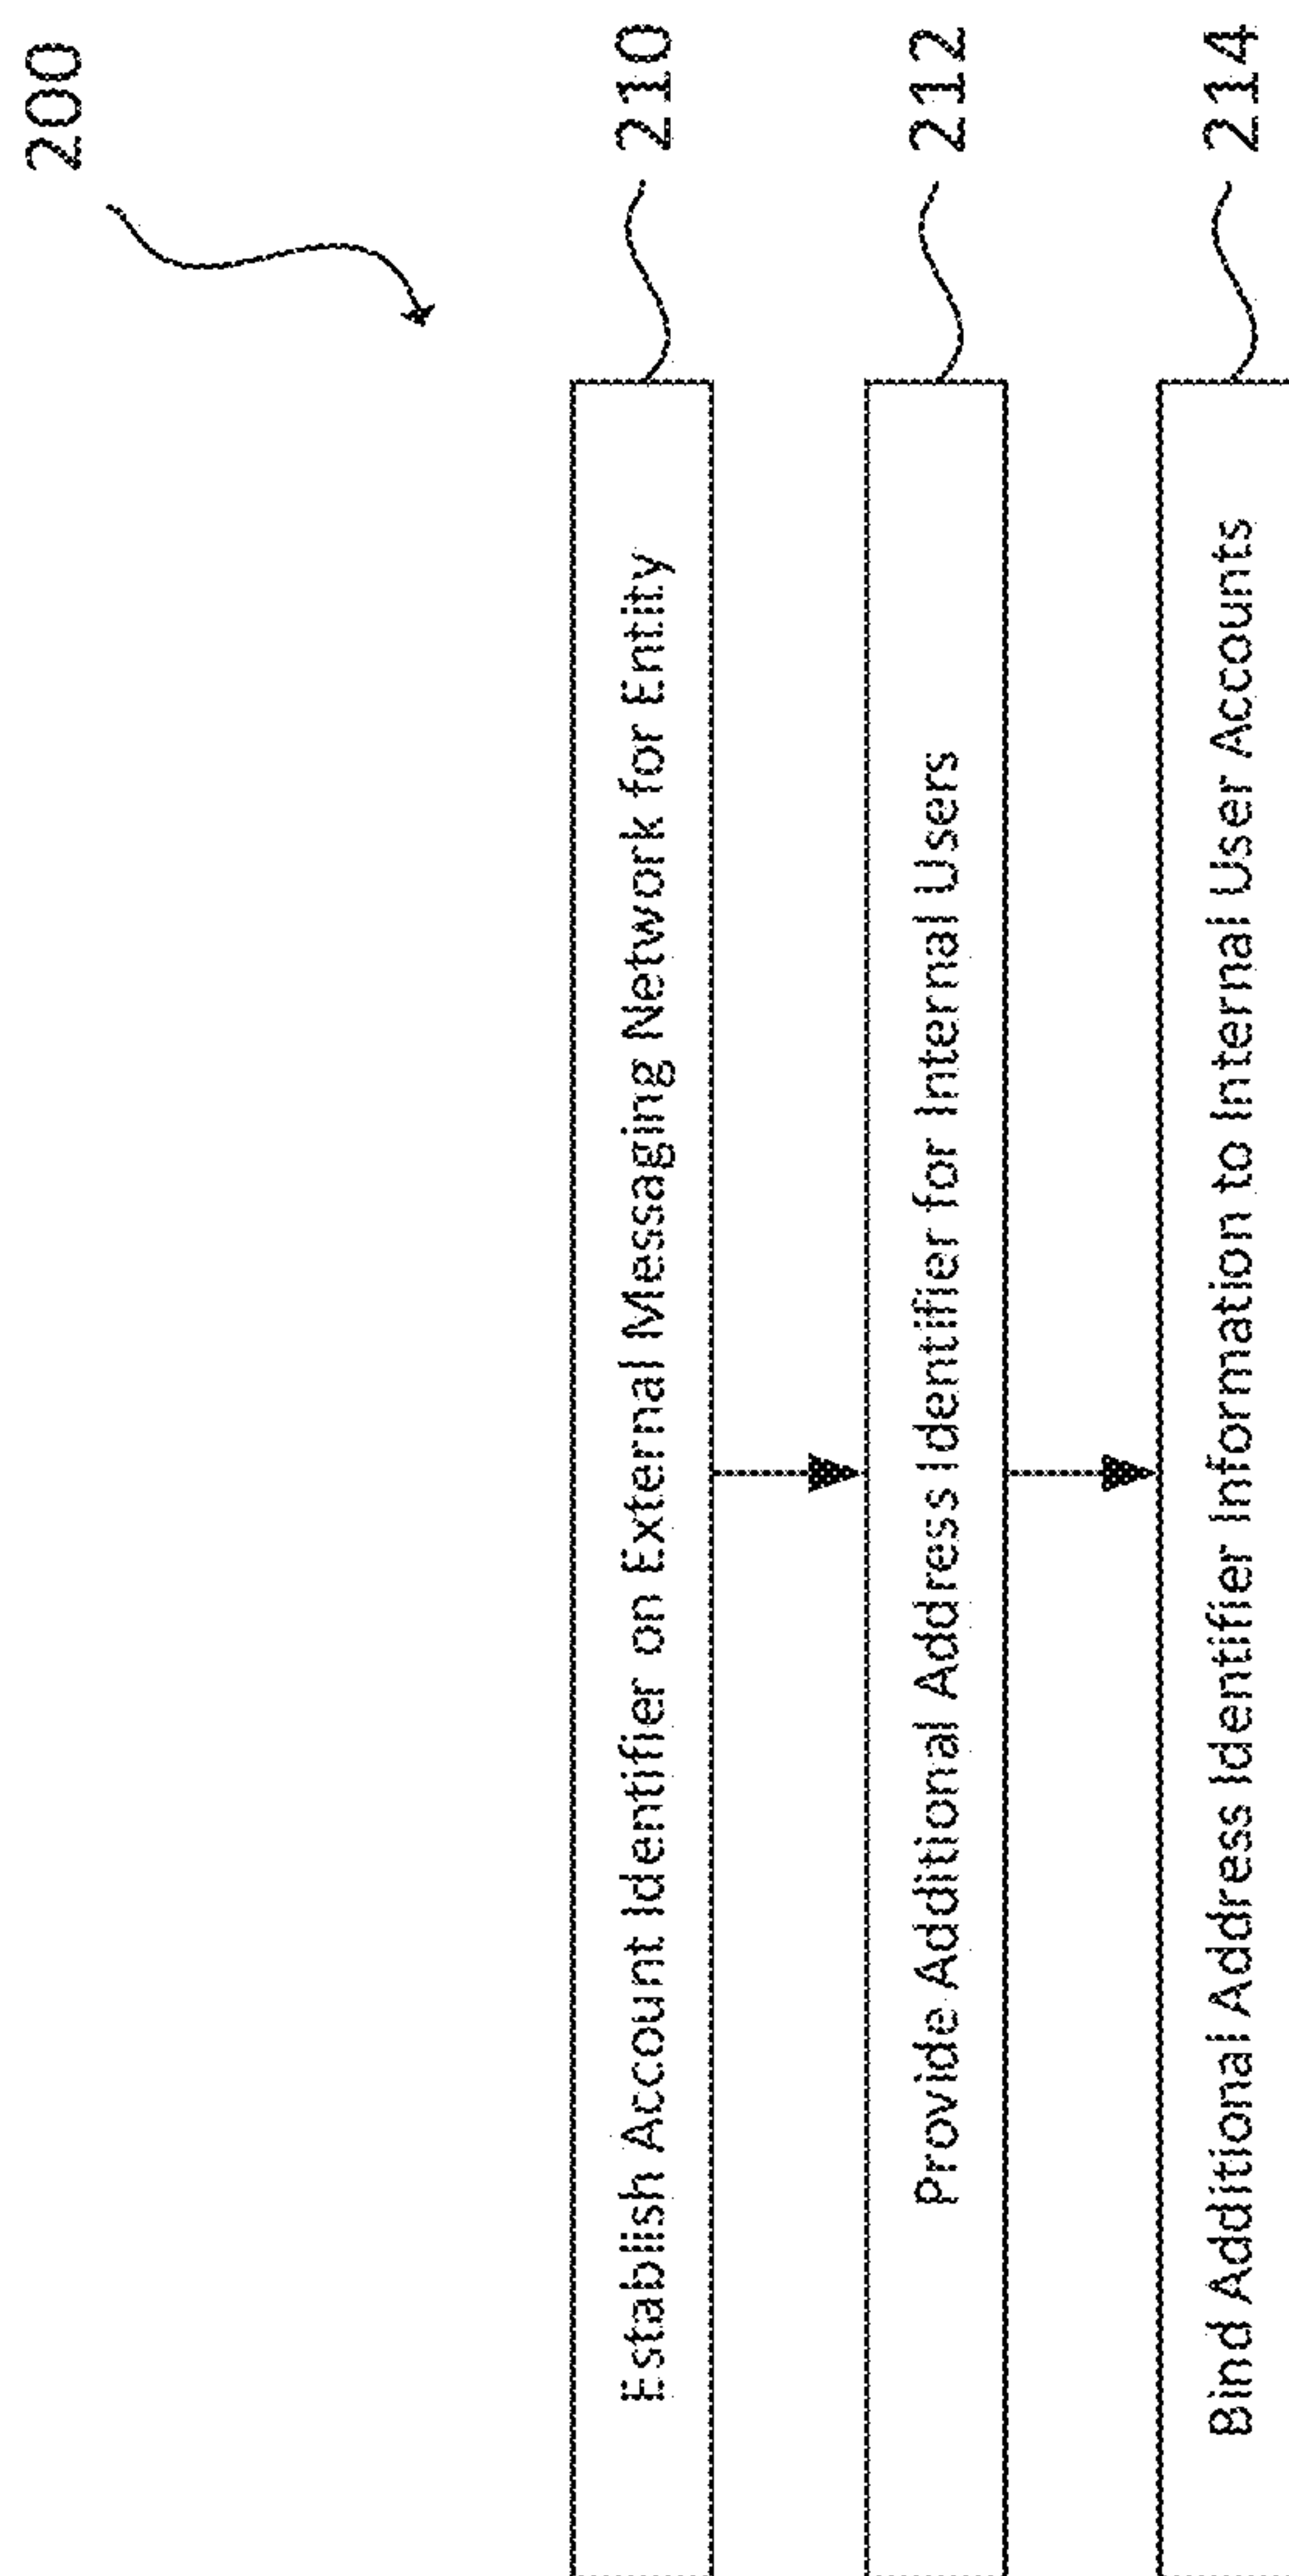 200
Establish Account Identifier on External Messaging Network for Entity
210
Provide Additional Address Identifier for Internal Users
212
Bind Additional Address Identifier Information to Internal User Accounts
214